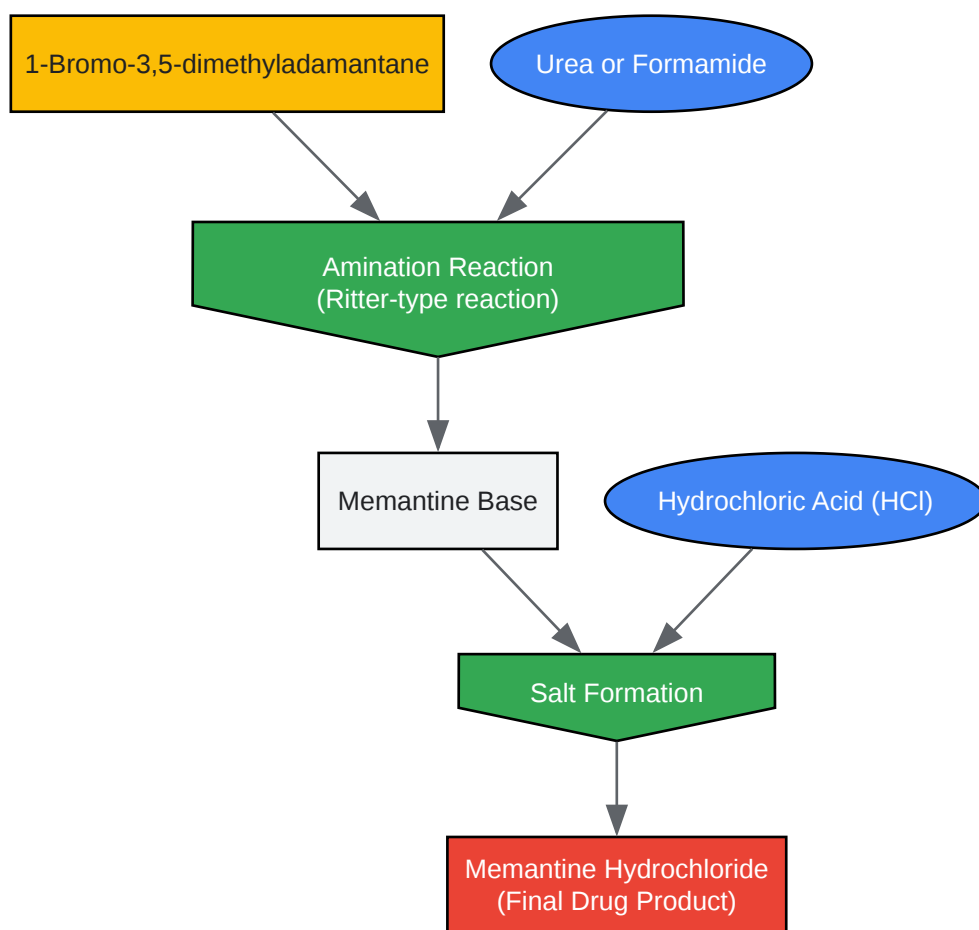 1-Bromo-3,5-dimethyladamantane
Urea or Formamide
Amination Reaction
(Ritter-type reaction)
Memantine Base
Hydrochloric Acid (HCl)
Salt Formation
Memantine Hydrochloride
(Final Drug Product)